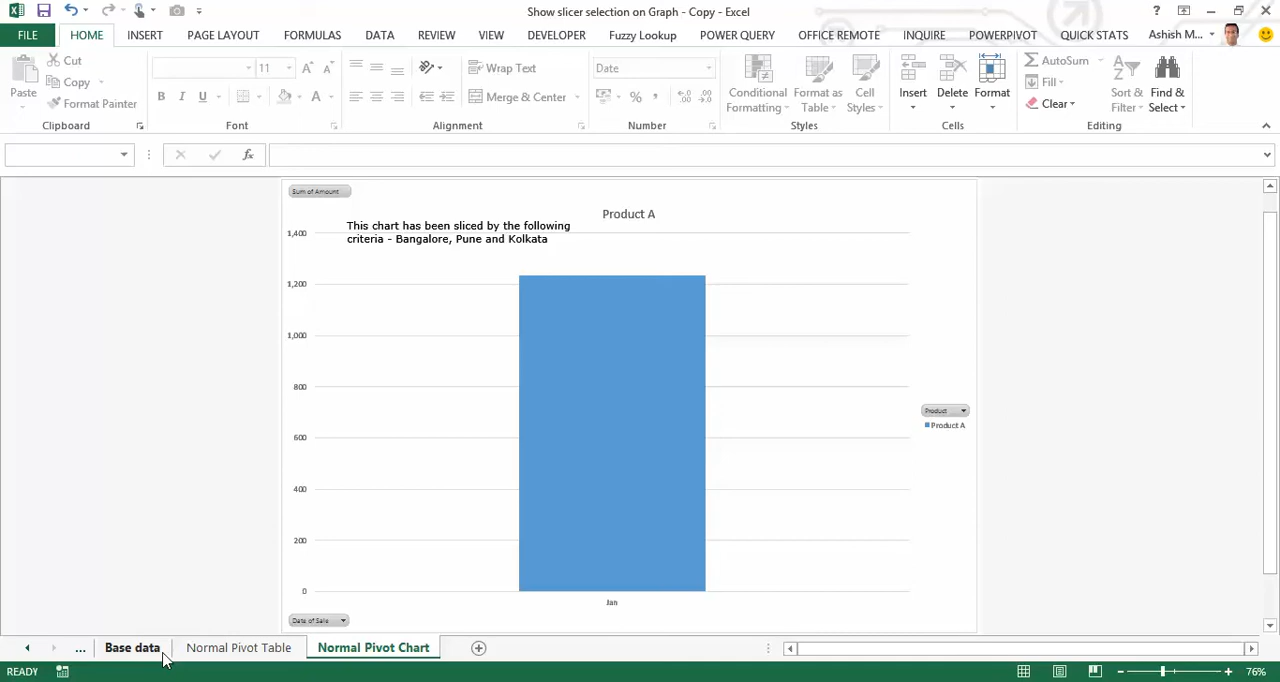 Show slicer selection on Graph - Copy - Excel
?
FILE HOME INSERT PAGE LAYOUT FORMULAS DATA REVIEW VIEW DEVELOPER Fuzzy Lookup POWER QUERY OFFICE REMOTE INQUIRE POWERPIVOT QUICK STATS Ashish M...
Paste
Cut
Copy
Format Painter
Clipboard
11
B I U
Font
Wrap Text
Merge & Center
Alignment
Date
%
Number
Conditional Formatting
Format as Table
Cell Styles
Styles
Insert Delete Format
Cells
AutoSum
Fill
Clear
Sort & Filter
Find & Select
Editing
fx
Sum of Amount
Product A
This chart has been sliced by the following
criteria - Bangalore, Pune and Kolkata
1,400
1,200
1,000
800
600
400
200
0
Jan
Product
Product A
Date of Sale
... Base data Normal Pivot Table Normal Pivot Chart
READY
76%